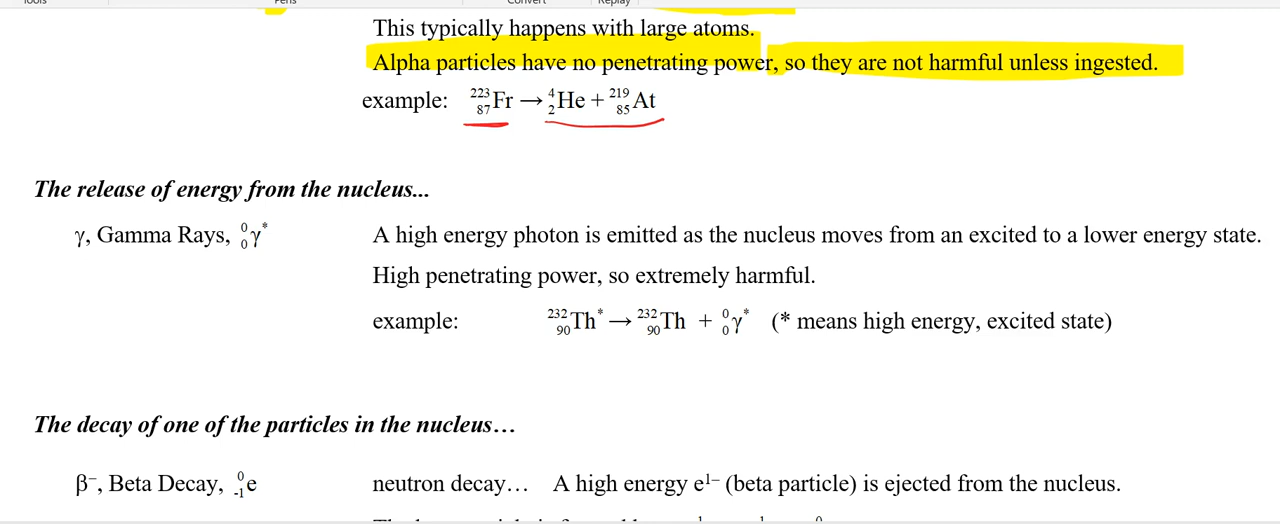 Tools Pens Convert Replay
This typically happens with large atoms.
Alpha particles have no penetrating power, so they are not harmful unless ingested.
example: ²²³₈₇Fr → ⁴₂He + ²¹⁹₈₅At
The release of energy from the nucleus...
γ, Gamma Rays, ⁰₀γ* A high energy photon is emitted as the nucleus moves from an excited to a lower energy state.
High penetrating power, so extremely harmful.
example: ²³²₉₀Th* → ²³²₉₀Th + ⁰₀γ* (* means high energy, excited state)
The decay of one of the particles in the nucleus…
β⁻, Beta Decay, ⁰₋₁e neutron decay… A high energy e¹⁻ (beta particle) is ejected from the nucleus.